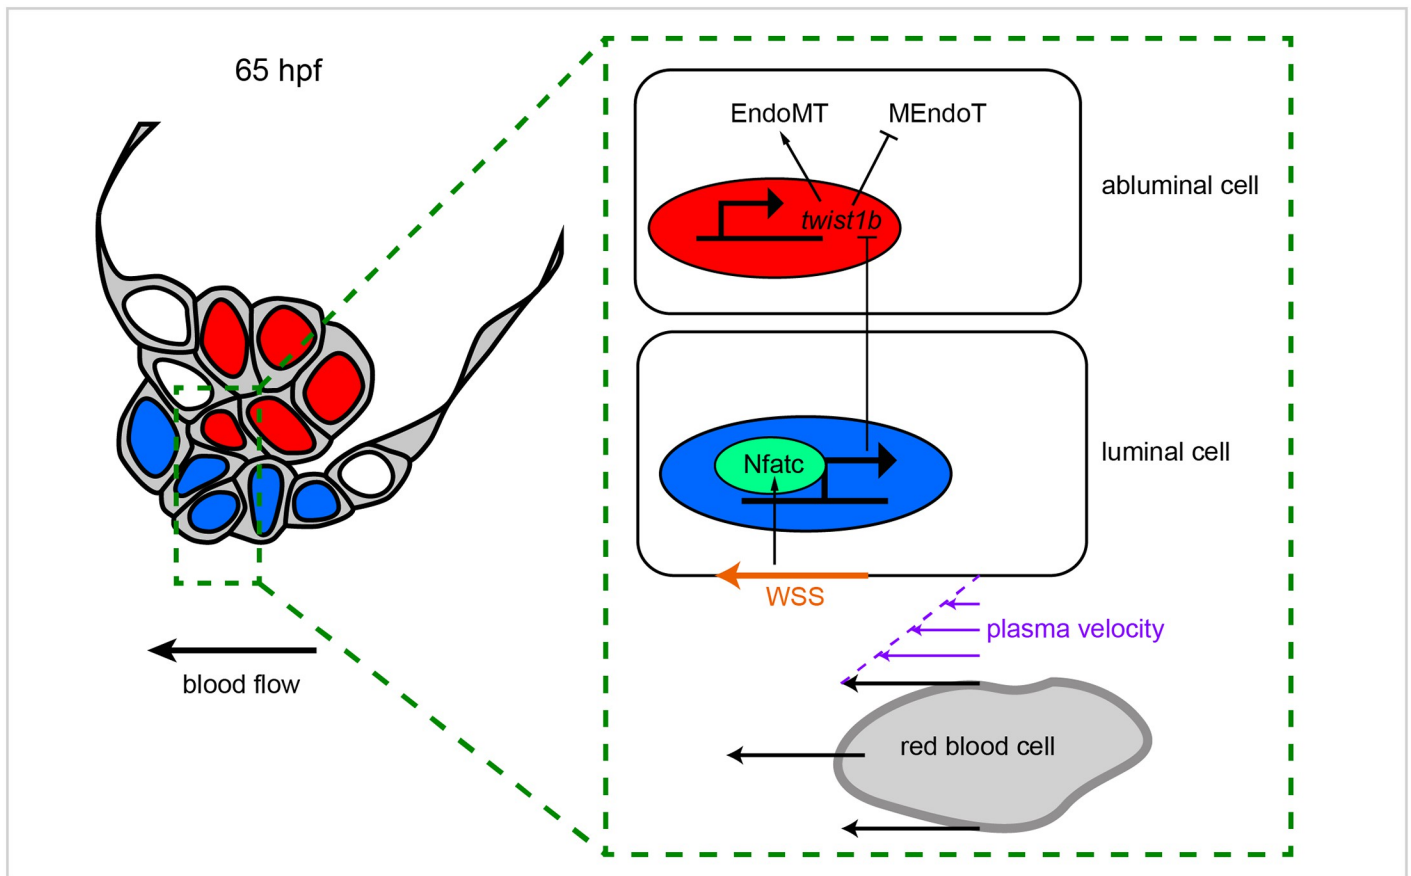 65 hpf
EndoMT
MEndoT
twist1b
abluminal cell
Nfatc
luminal cell
WSS
plasma velocity
blood flow
red blood cell